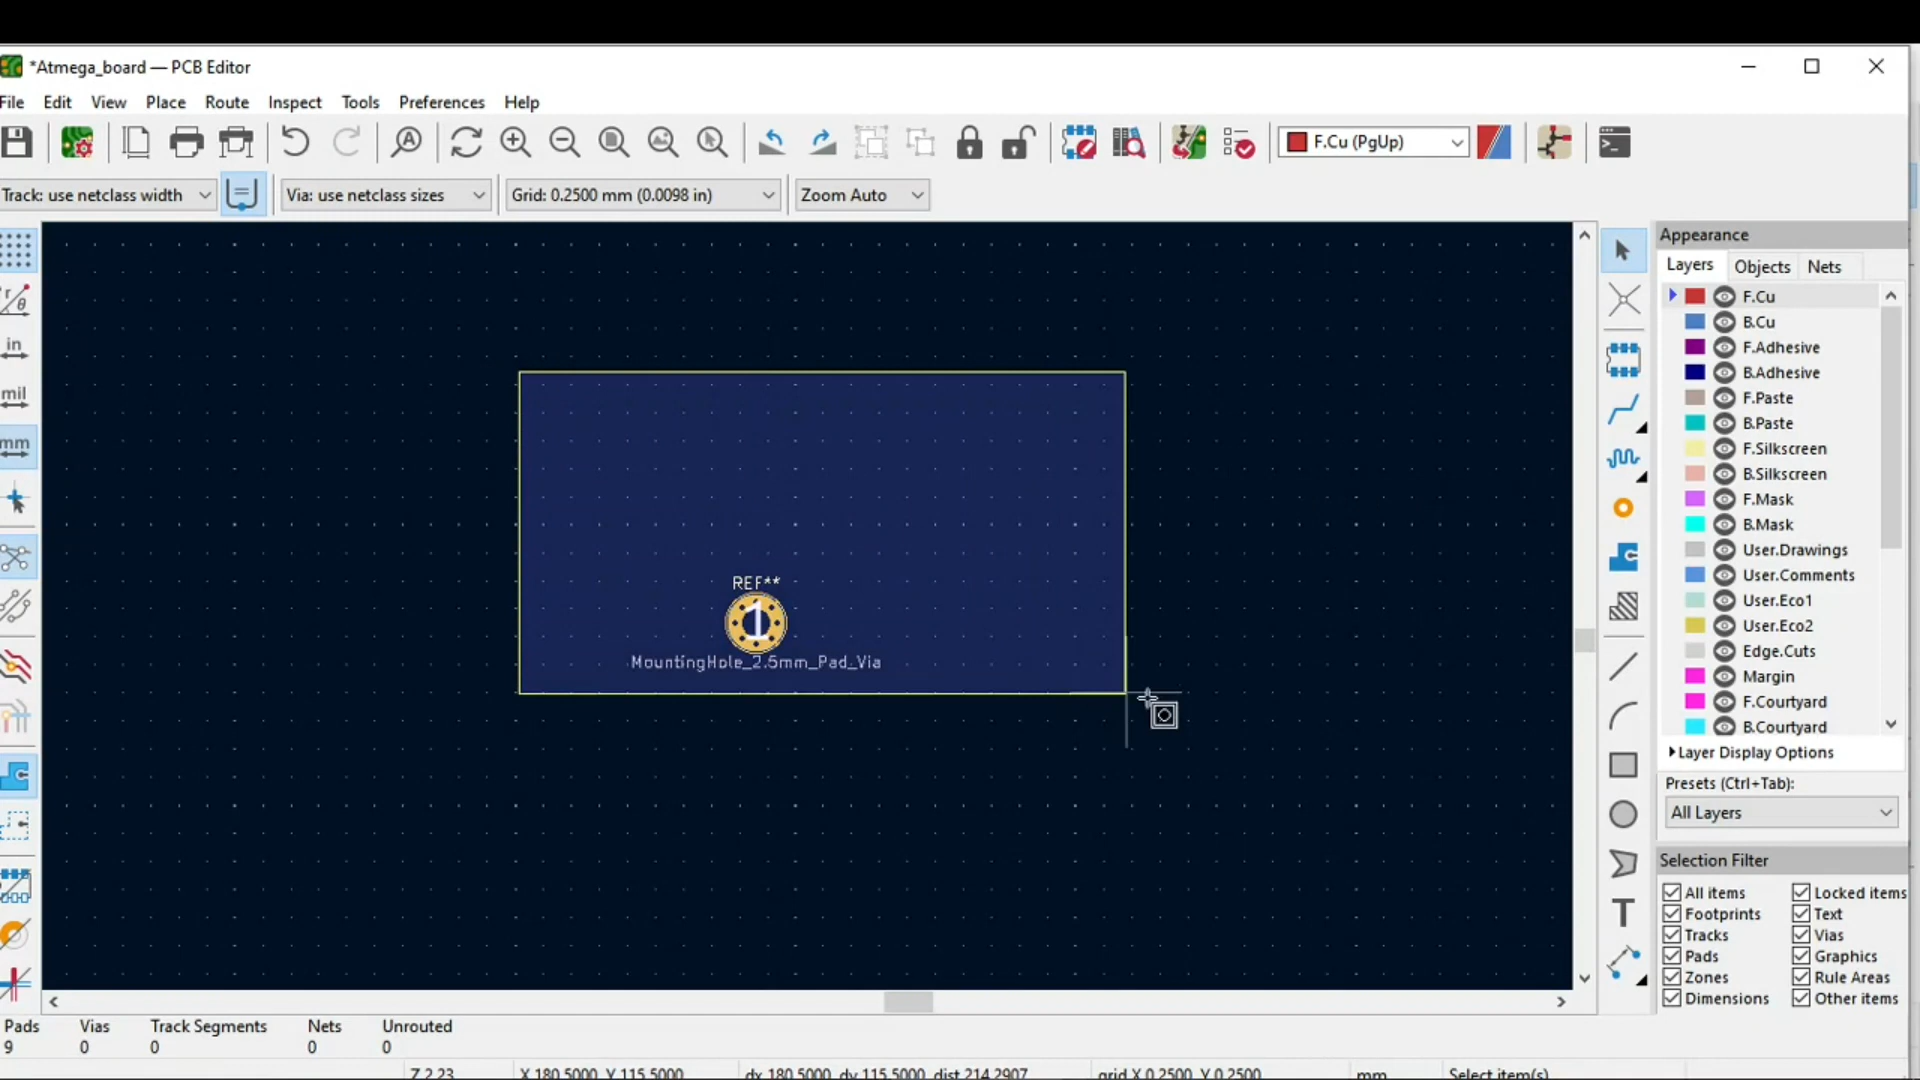 *Atmega_board — PCB Editor
File Edit View Place Route Inspect Tools Preferences Help
F.Cu (PgUp)
Track: use netclass width Via: use netclass sizes Grid: 0.2500 mm (0.0098 in) Zoom Auto
in
mil
mm
REF**
1
MountingHole_2.5mm_Pad_Via
Appearance
Layers Objects Nets
F.Cu
B.Cu
F.Adhesive
B.Adhesive
F.Paste
B.Paste
F.Silkscreen
B.Silkscreen
F.Mask
B.Mask
User.Drawings
User.Comments
User.Eco1
User.Eco2
Edge.Cuts
Margin
F.Courtyard
B.Courtyard
Layer Display Options
Presets (Ctrl+Tab):
All Layers
Selection Filter
All items Locked items
Footprints Text
Tracks Vias
Pads Graphics
Zones Rule Areas
Dimensions Other items
Pads Vias Track Segments Nets Unrouted
9 0 0 0 0
Z 2.23 X 180.5000 Y 115.5000 dx 180.5000 dy 115.5000 dist 214.2907 grid X 0.2500 Y 0.2500 mm Select item(s)